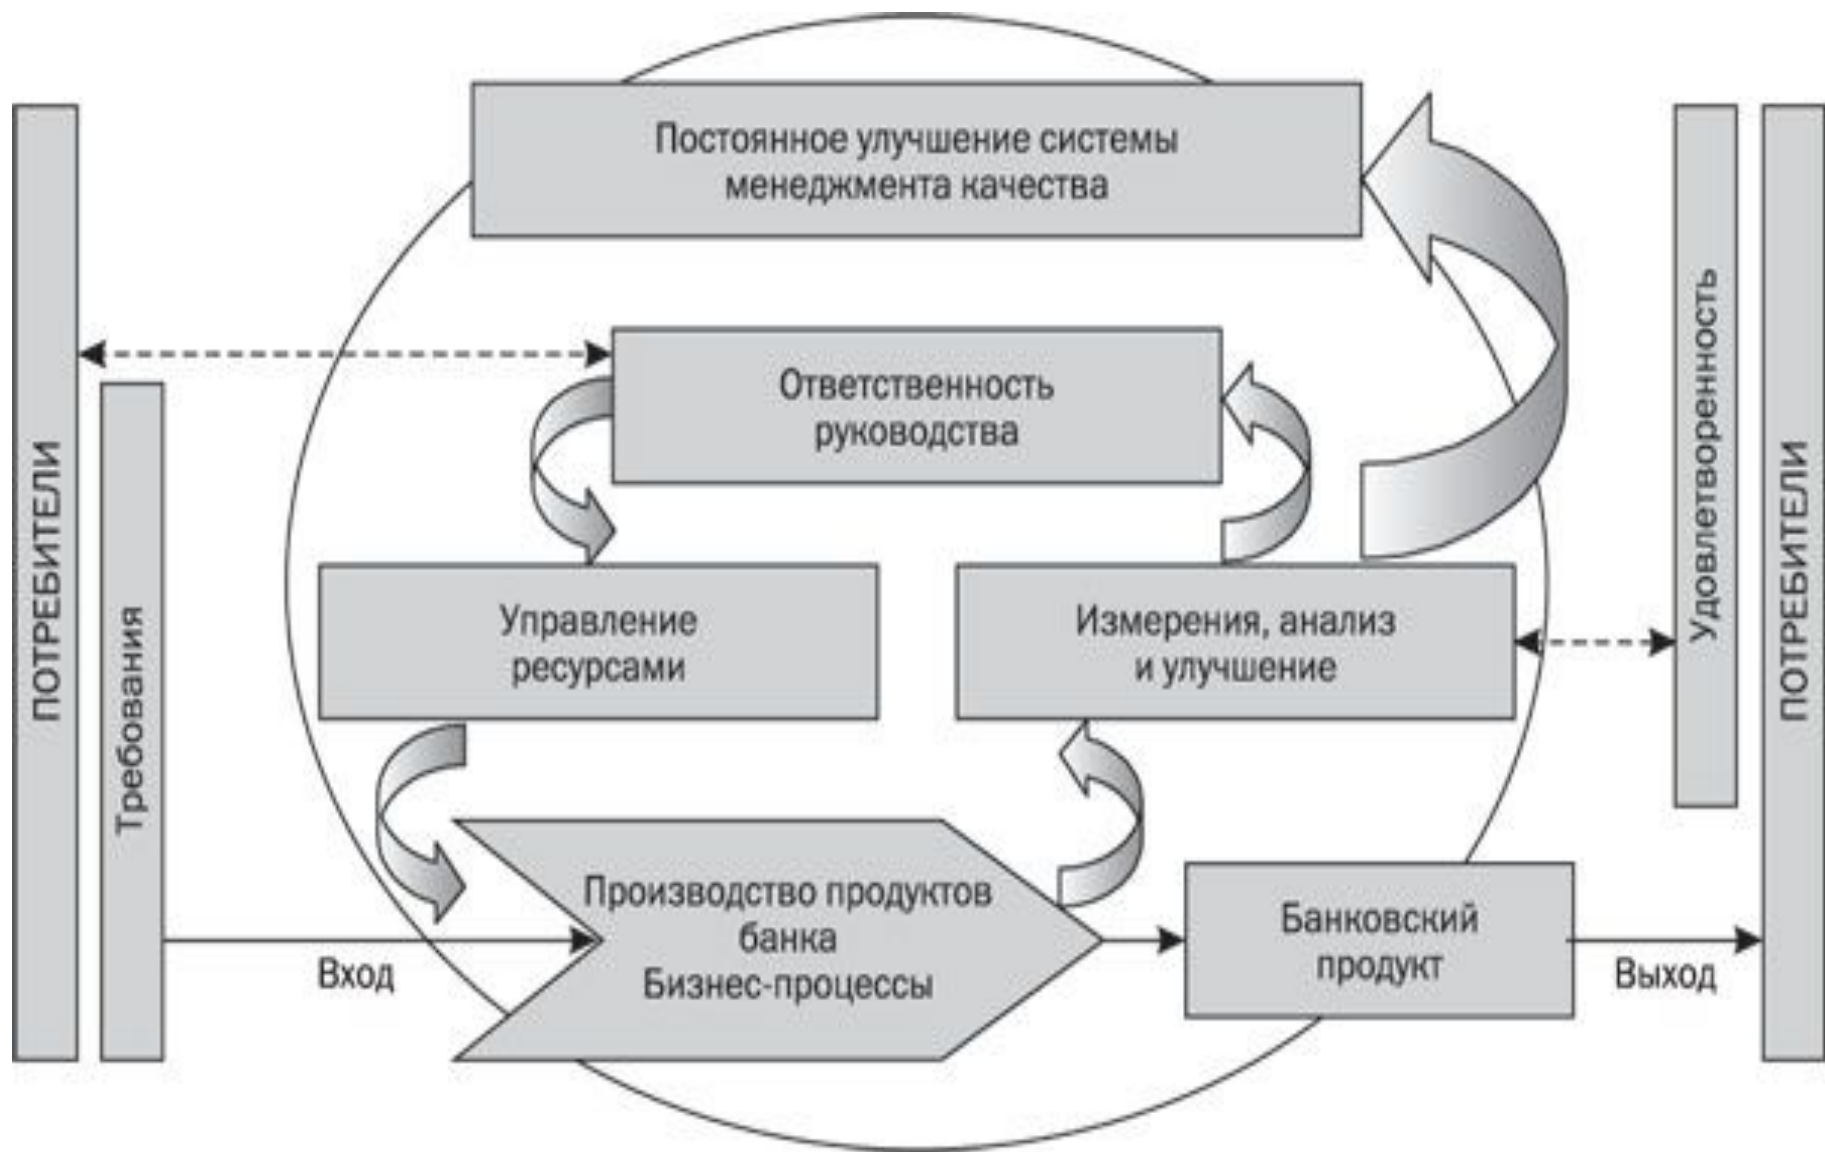 Постоянное улучшение системы
менеджмента качества
Ответственность
руководства
ПОТРЕБИТЕЛИ
Требования
Управление
ресурсами
Измерения, анализ
и улучшение
Удовлетворенность
ПОТРЕБИТЕЛИ
Вход
Производство продуктов
банка
Бизнес-процессы
Банковский
продукт
Выход